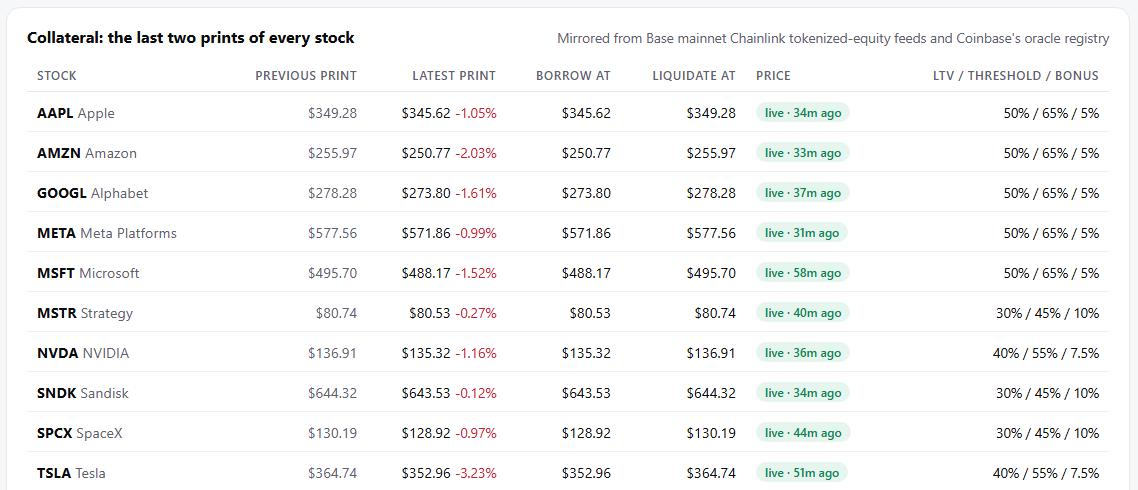 Collateral: the last two prints of every stock Mirrored from Base mainnet Chainlink tokenized-equity feeds and Coinbase's oracle registry
STOCK PREVIOUS PRINT LATEST PRINT BORROW AT LIQUIDATE AT PRICE LTV / THRESHOLD / BONUS
AAPL Apple $349.28 $345.62 -1.05% $345.62 $349.28 live · 34m ago 50% / 65% / 5%
AMZN Amazon $255.97 $250.77 -2.03% $250.77 $255.97 live · 33m ago 50% / 65% / 5%
GOOGL Alphabet $278.28 $273.80 -1.61% $273.80 $278.28 live · 37m ago 50% / 65% / 5%
META Meta Platforms $577.56 $571.86 -0.99% $571.86 $577.56 live · 31m ago 50% / 65% / 5%
MSFT Microsoft $495.70 $488.17 -1.52% $488.17 $495.70 live · 58m ago 50% / 65% / 5%
MSTR Strategy $80.74 $80.53 -0.27% $80.53 $80.74 live · 40m ago 30% / 45% / 10%
NVDA NVIDIA $136.91 $135.32 -1.16% $135.32 $136.91 live · 36m ago 40% / 55% / 7.5%
SNDK Sandisk $644.32 $643.53 -0.12% $643.53 $644.32 live · 34m ago 30% / 45% / 10%
SPCX SpaceX $130.19 $128.92 -0.97% $128.92 $130.19 live · 44m ago 30% / 45% / 10%
TSLA Tesla $364.74 $352.96 -3.23% $352.96 $364.74 live · 51m ago 40% / 55% / 7.5%